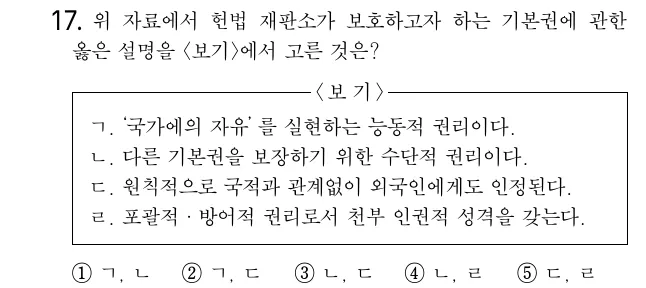 17. 위 자료에서 헌법 재판소가 보호하고자 하는 기본권에 관한
옳은 설명을 〈보기〉에서 고른 것은?
〈보 기〉
ㄱ. ‘국가에의 자유’를 실현하는 능동적 권리이다.
ㄴ. 다른 기본권을 보장하기 위한 수단적 권리이다.
ㄷ. 원칙적으로 국적과 관계없이 외국인에게도 인정된다.
ㄹ. 포괄적 · 방어적 권리로서 천부 인권적 성격을 갖는다.
① ㄱ, ㄴ ② ㄱ, ㄷ ③ ㄴ, ㄷ ④ ㄴ, ㄹ ⑤ ㄷ, ㄹ